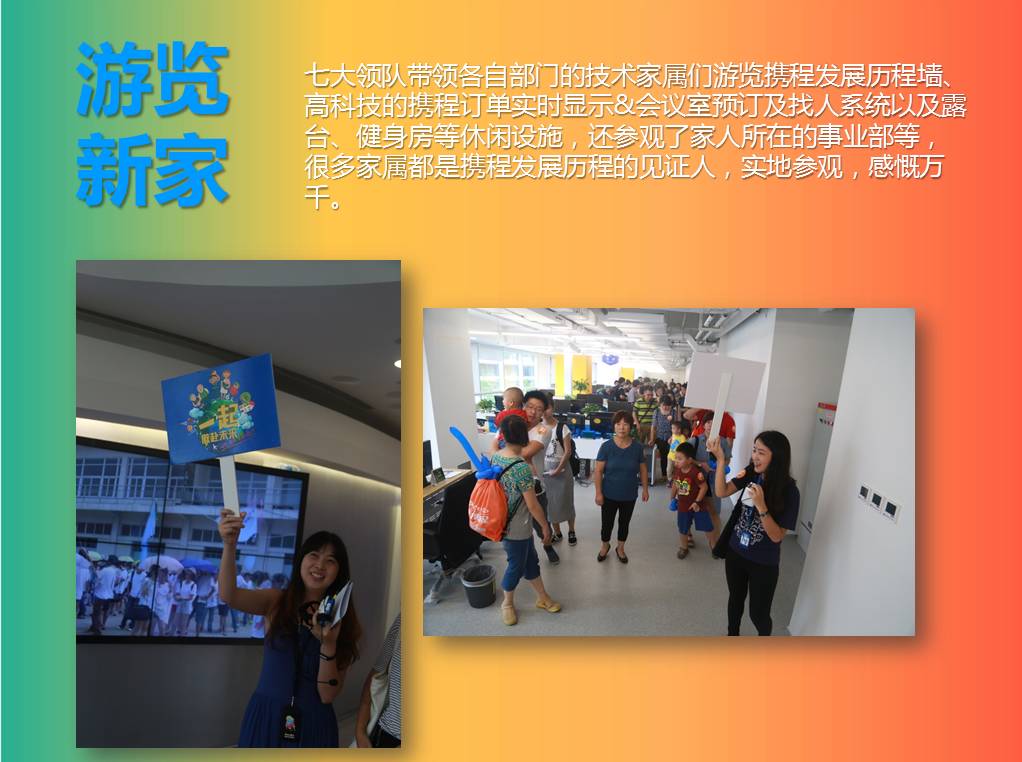 游览
新家
七大领队带领各自部门的技术家属们游览携程发展历程墙、
高科技的携程订单实时显示&会议室预订及找人系统以及露
台、健身房等休闲设施，还参观了家人所在的事业部等，
很多家属都是携程发展历程的见证人，实地参观，感慨万
千。
一起